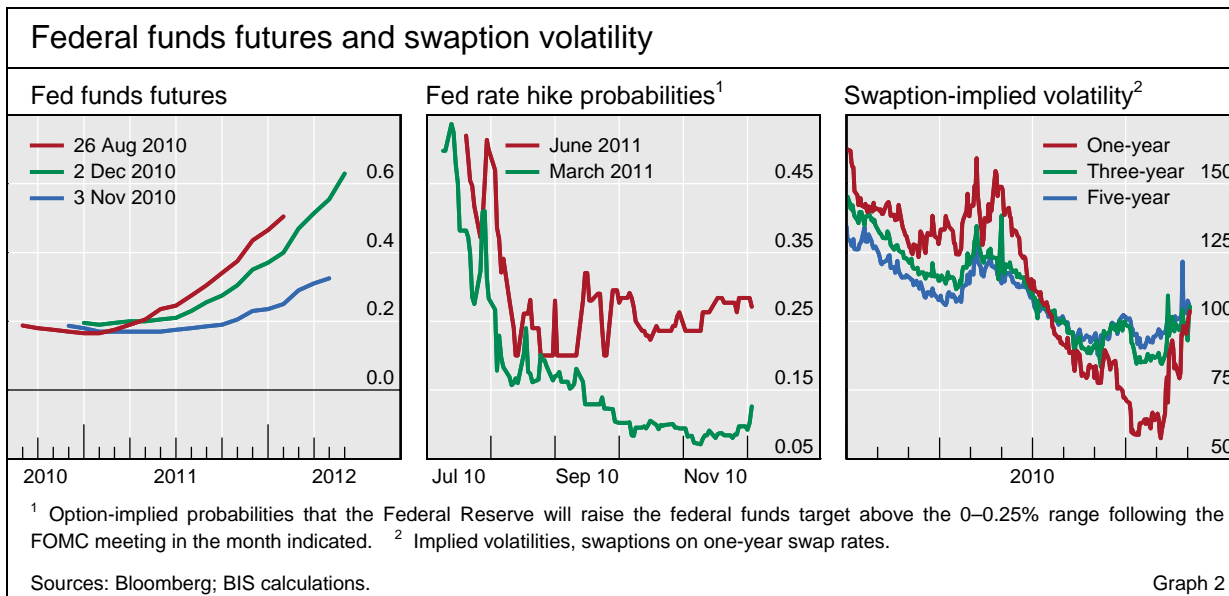 Federal funds futures and swaption volatility
Fed funds futures
26 Aug 2010
2 Dec 2010
3 Nov 2010
0.6
0.4
0.2
0.0
2010 2011 2012
Fed rate hike probabilities1
June 2011
March 2011
0.45
0.35
0.25
0.15
0.05
Jul 10 Sep 10 Nov 10
Swaption-implied volatility2
One-year
Three-year
Five-year
150
125
100
75
50
2010
1 Option-implied probabilities that the Federal Reserve will raise the federal funds target above the 0–0.25% range following the
FOMC meeting in the month indicated. 2 Implied volatilities, swaptions on one-year swap rates.
Sources: Bloomberg; BIS calculations. Graph 2